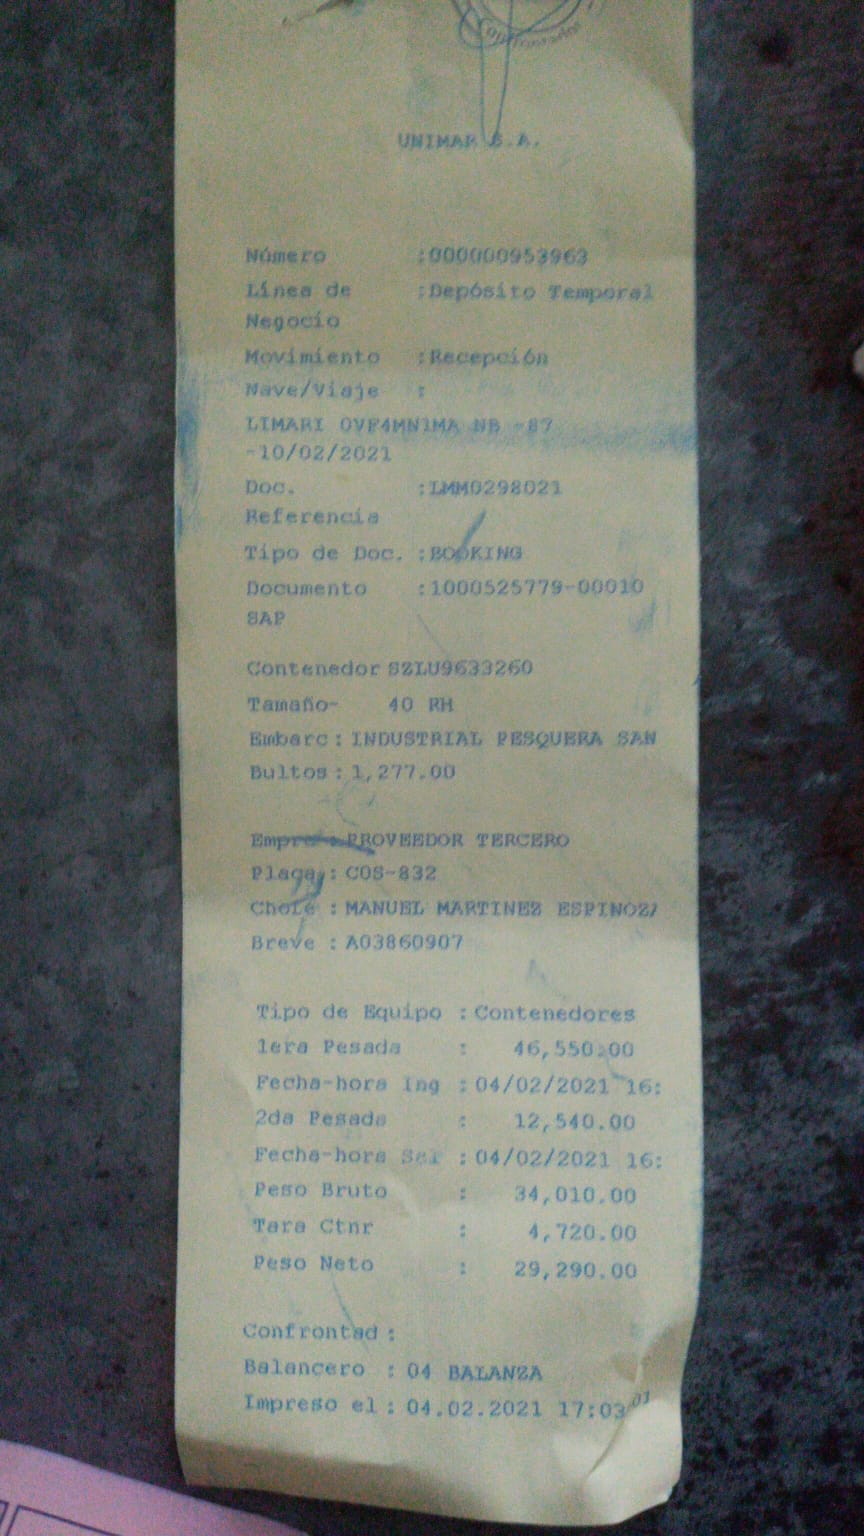 UNIMAR S.A.
Número :000000953963
Línea de :Depósito Temporal
Negocio
Movimiento :Recepción
Nave/Viaje :
LIMARI OVF4MN1MA NB -87
-10/02/2021
Doc. :LMM0298021
Referencia
Tipo de Doc. :BOOKING
Documento :1000525779-00010
SAP
Contenedor SZLU9633260
Tamaño- 40 RH
Embarc: INDUSTRIAL PESQUERA SAN
Bultos: 1,277.00
Empre : PROVEEDOR TERCERO
Placa : COS-832
Chofe : MANUEL MARTINEZ ESPINOZA
Breve : A03860907
Tipo de Equipo : Contenedores
1era Pesada : 46,550.00
Fecha-hora Ing : 04/02/2021 16:
2da Pesada : 12,540.00
Fecha-hora Sal : 04/02/2021 16:
Peso Bruto : 34,010.00
Tara Ctnr : 4,720.00
Peso Neto : 29,290.00
Confrontad :
Balancero : 04 BALANZA
Impreso el : 04.02.2021 17:03